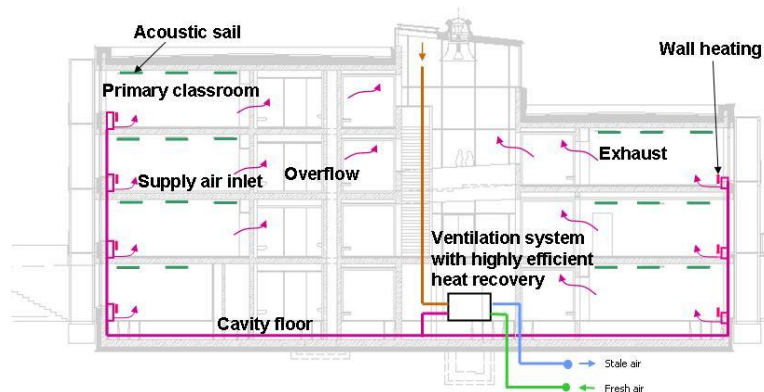 Acoustic sail
Wall heating
Primary classroom
Exhaust
Overflow
Supply air inlet
Ventilation system
with highly efficient
heat recovery
Cavity floor
Stale air
Fresh air